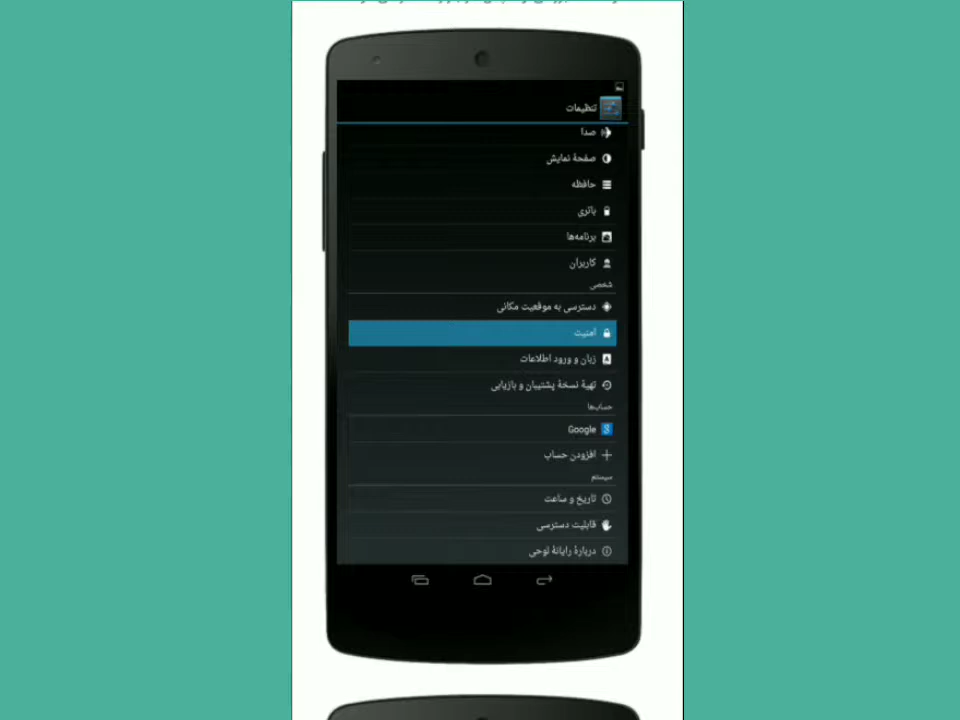 تنظیمات
صدا
صفحهٔ نمایش
حافظه
باتری
برنامه‌ها
کاربران
شخصی
دسترسی به موقعیت مکانی
امنیت
زبان و ورود اطلاعات
تهیهٔ نسخهٔ پشتیبان و بازیابی
حساب‌ها
Google
افزودن حساب
سیستم
تاریخ و ساعت
قابلیت دسترسی
دربارهٔ رایانهٔ لوحی